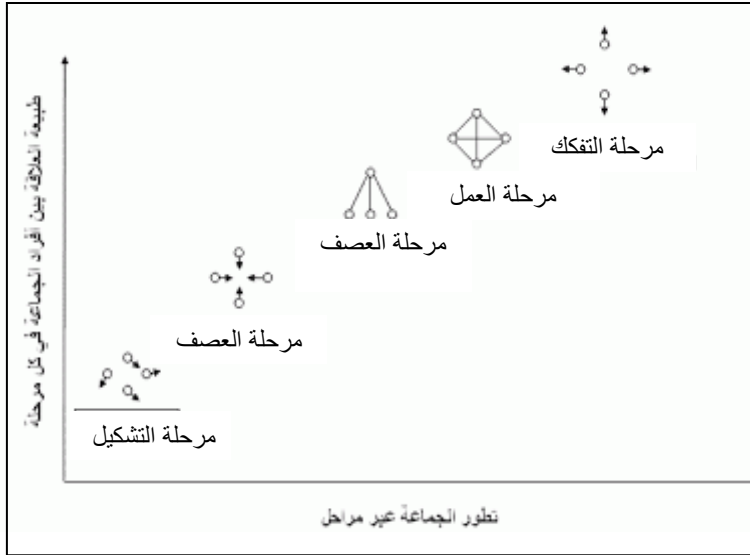 مرحلة التفكك
مرحلة العمل
مرحلة العصف
مرحلة العصف
مرحلة التشكيل
طبيعة العلاقة بين أفراد الجماعة في كل مرحلة
تطور الجماعة عبر مراحل